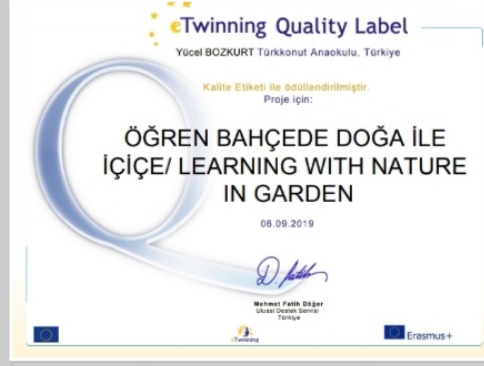 eTwinning Quality Label
Yücel BOZKURT Türkkonut Anaokulu, Türkiye
Kalite Etiketi ile ödüllendirilmiştir.
Proje için:
ÖĞREN BAHÇEDE DOĞA İLE
İÇİÇE/ LEARNING WITH NATURE
IN GARDEN
06.09.2019
D. fatih
Mehmet Fatih Döğer
Ulusal Destek Servisi
Türkiye
eTwinning
Erasmus+